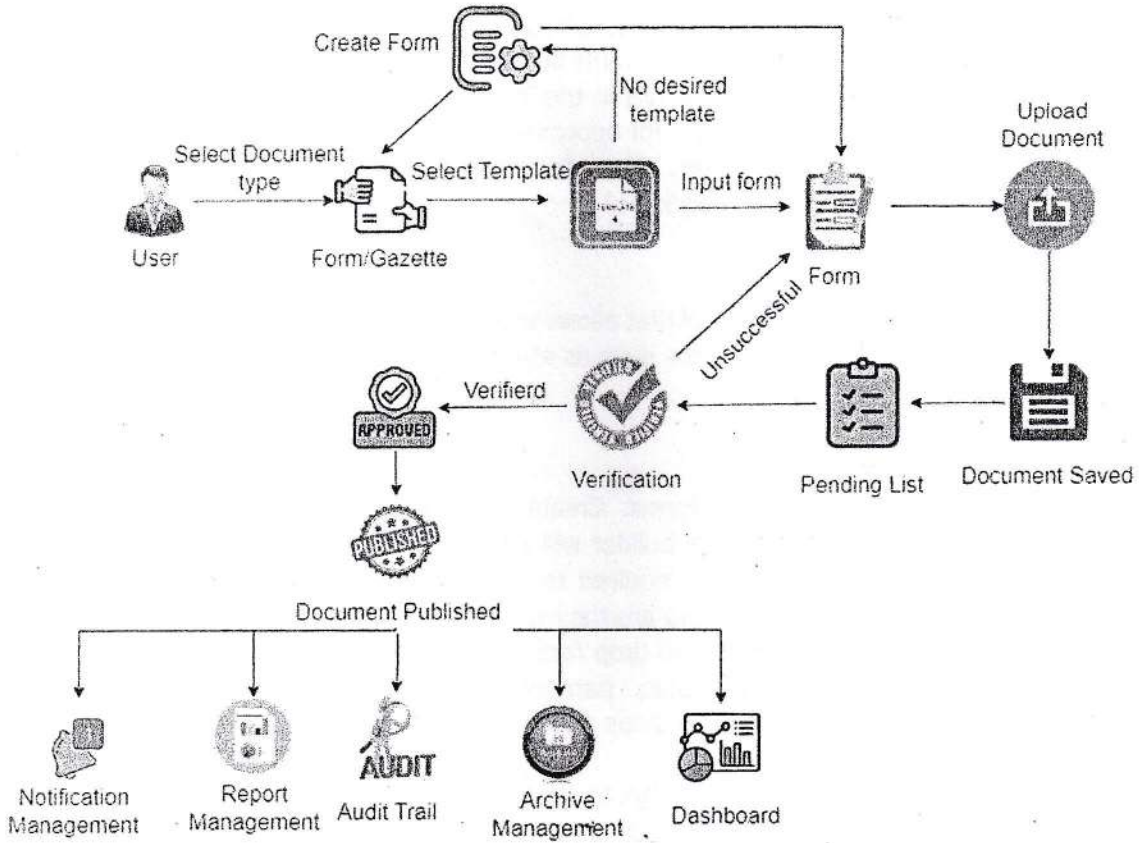 Create Form
No desired
template
Upload
Document
Select Document
type
Select Template
TEMPLATE
Input form
User
Form/Gazette
Form
Unsuccessful
Verifierd
APPROVED
Verification
Pending List
Document Saved
PUBLISHED
Document Published
AUDIT
Notification
Management
Report
Management
Audit Trail
Archive
Management
Dashboard